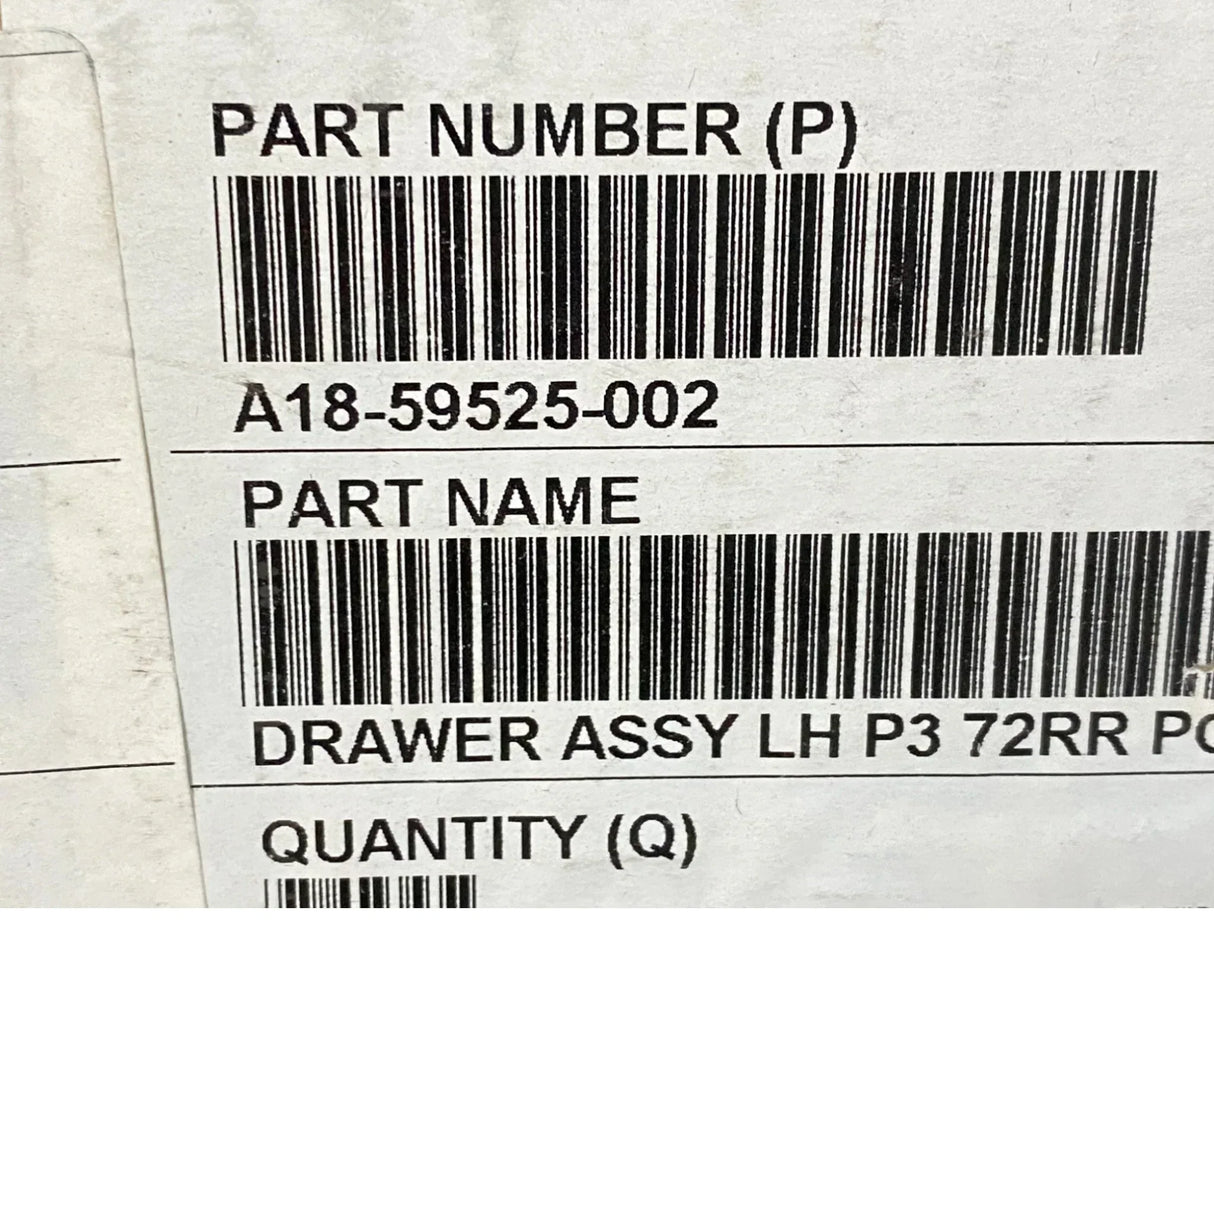 PART NUMBER (P)
A18-59525-002
PART NAME
DRAWER ASSY LH P3 72RR
QUANTITY (Q)